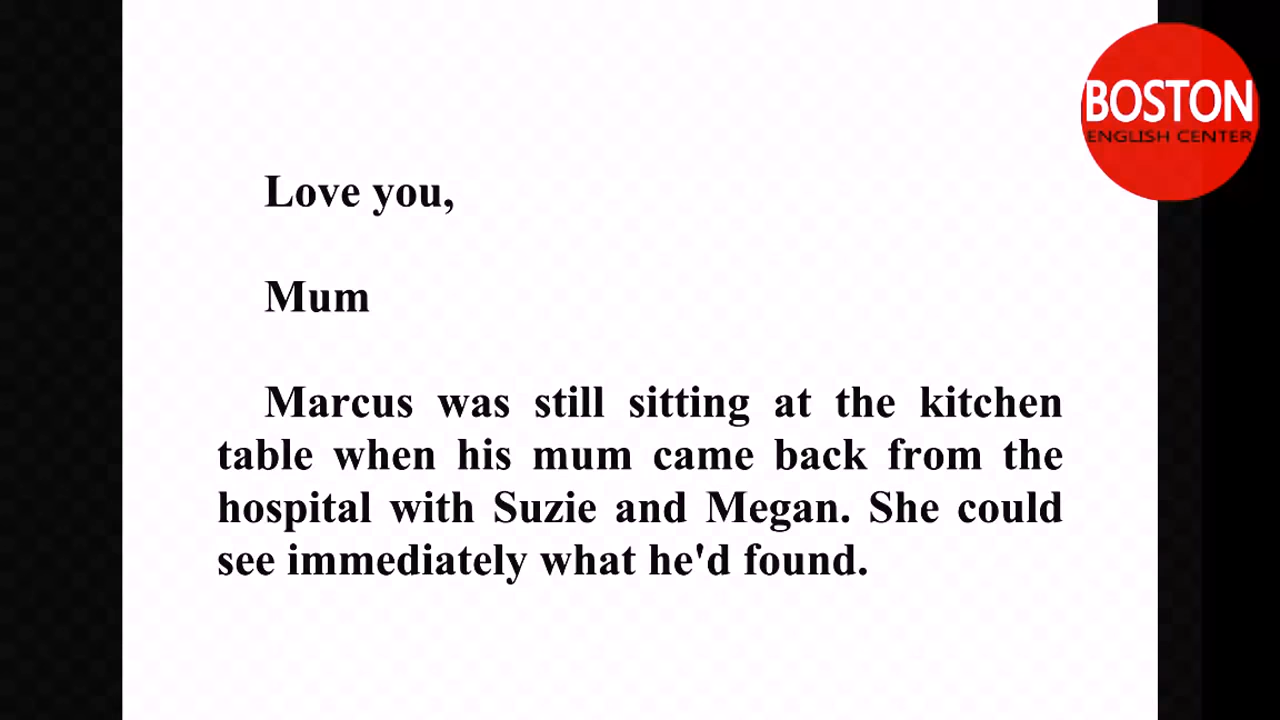 BOSTON
ENGLISH CENTER
Love you,
Mum
Marcus was still sitting at the kitchen
table when his mum came back from the
hospital with Suzie and Megan. She could
see immediately what he'd found.